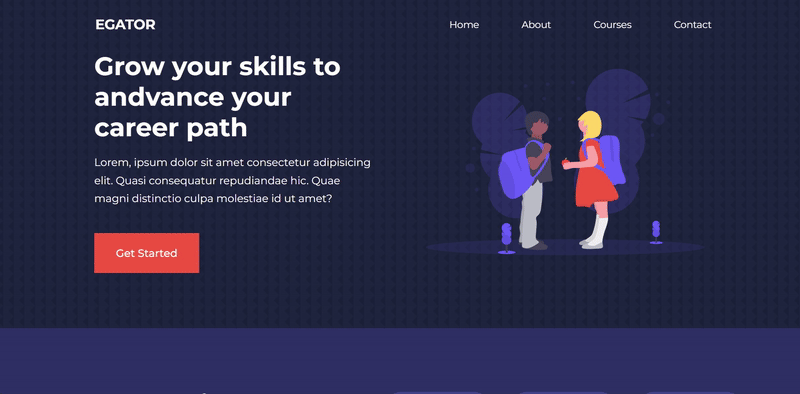 EGATOR
Home
About
Courses
Contact
Grow your skills to
andvance your
career path
Lorem, ipsum dolor sit amet consectetur adipisicing
elit. Quasi consequatur repudiandae hic. Quae
magni distinctio culpa molestiae id ut amet?
Get Started